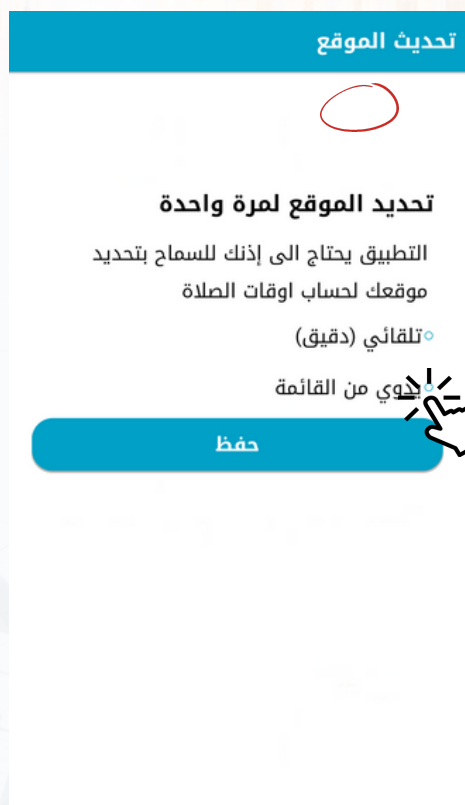 تحديث الموقع
تحديد الموقع لمرة واحدة
التطبيق يحتاج الى إذنك للسماح بتحديد
موقعك لحساب اوقات الصلاة
تلقائي (دقيق)
يدوي من القائمة
حفظ